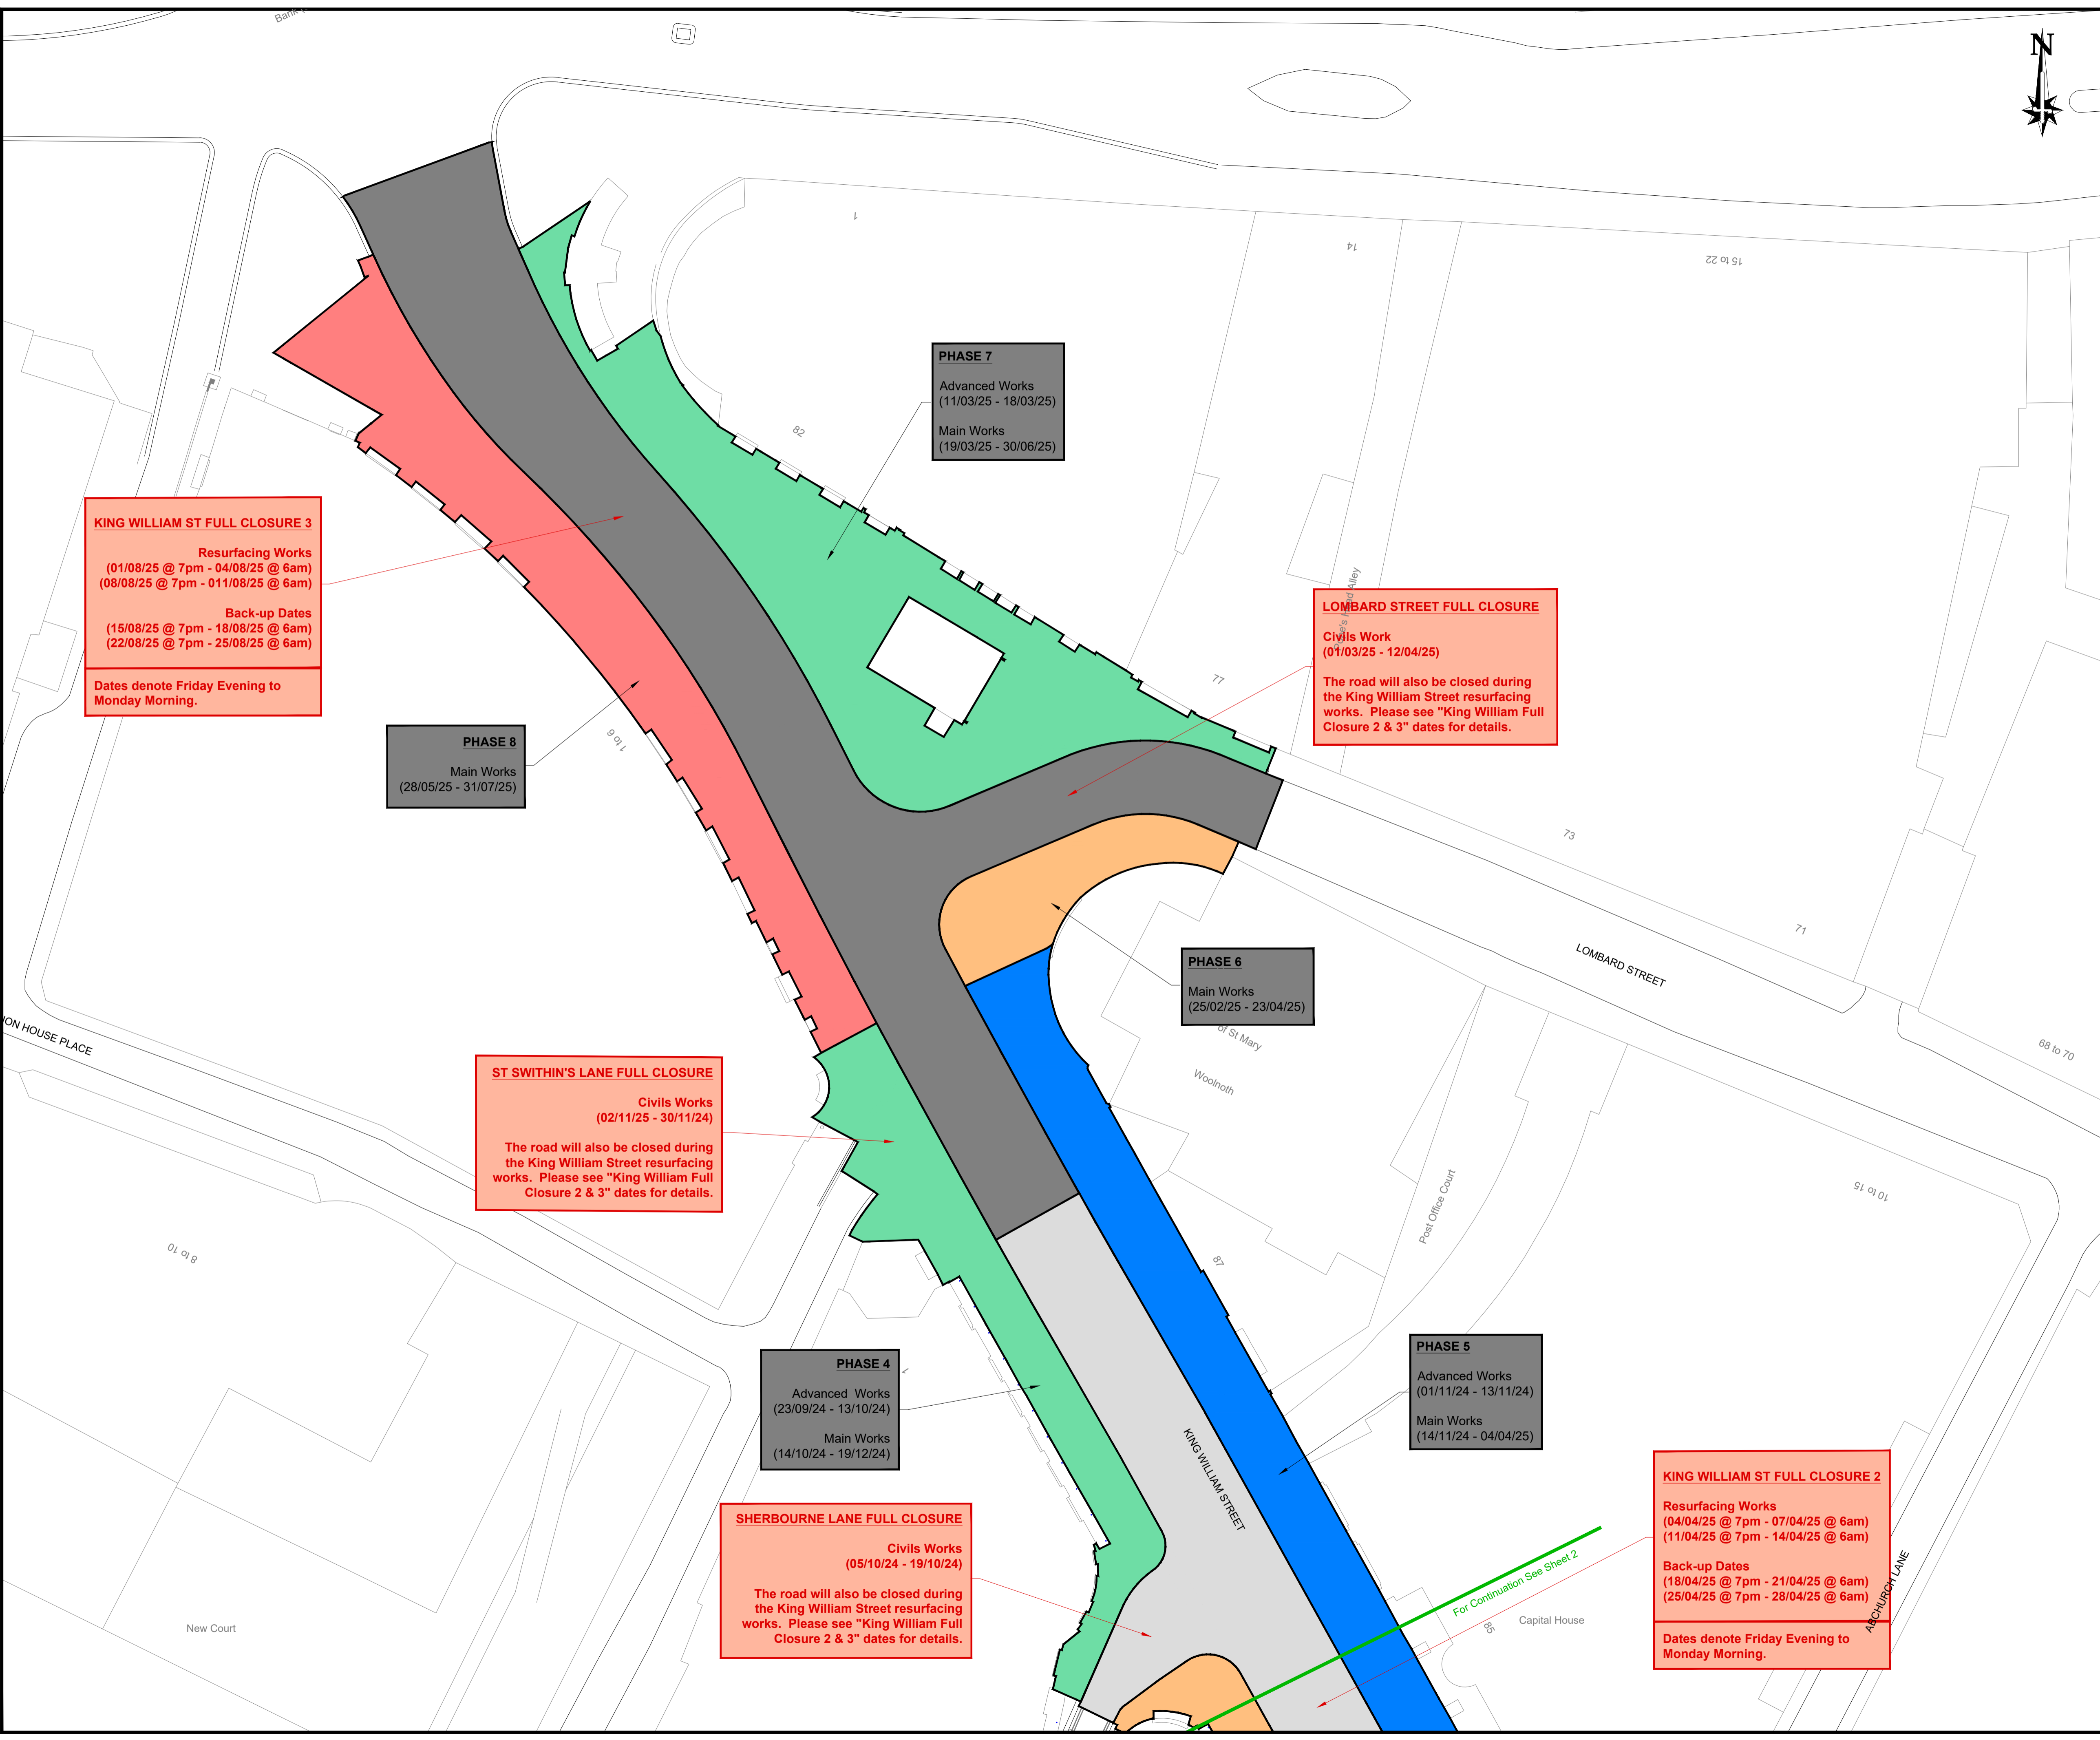 Bank
N
1
14
15 to 22
PHASE 7
Advanced Works
(11/03/25 - 18/03/25)
Main Works
(19/03/25 - 30/06/25)
82
KING WILLIAM ST FULL CLOSURE 3
Resurfacing Works
(01/08/25 @ 7pm - 04/08/25 @ 6am)
(08/08/25 @ 7pm - 011/08/25 @ 6am)
Back-up Dates
(15/08/25 @ 7pm - 18/08/25 @ 6am)
(22/08/25 @ 7pm - 25/08/25 @ 6am)
Dates denote Friday Evening to
Monday Morning.
LOMBARD STREET FULL CLOSURE
Civils Work
(01/03/25 - 12/04/25)
The road will also be closed during
the King William Street resurfacing
works.  Please see "King William Full
Closure 2 & 3" dates for details.
Alley
77
1 to 6
PHASE 8
Main Works
(28/05/25 - 31/07/25)
73
71
LOMBARD STREET
PHASE 6
Main Works
(25/02/25 - 23/04/25)
of St Mary
Woolnoth
68 to 70
ION HOUSE PLACE
ST SWITHIN'S LANE FULL CLOSURE
Civils Works
(02/11/25 - 30/11/24)
The road will also be closed during
the King William Street resurfacing
works.  Please see "King William Full
Closure 2 & 3" dates for details.
10 to 15
Post Office Court
8 to 10
87
PHASE 4
Advanced  Works
(23/09/24 - 13/10/24)
Main Works
(14/10/24 - 19/12/24)
1
PHASE 5
Advanced Works
(01/11/24 - 13/11/24)
Main Works
(14/11/24 - 04/04/25)
KING WILLIAM STREET
KING WILLIAM ST FULL CLOSURE 2
Resurfacing Works
(04/04/25 @ 7pm - 07/04/25 @ 6am)
(11/04/25 @ 7pm - 14/04/25 @ 6am)
Back-up Dates
(18/04/25 @ 7pm - 21/04/25 @ 6am)
(25/04/25 @ 7pm - 28/04/25 @ 6am)
Dates denote Friday Evening to
Monday Morning.
SHERBOURNE LANE FULL CLOSURE
Civils Works
(05/10/24 - 19/10/24)
The road will also be closed during
the King William Street resurfacing
works.  Please see "King William Full
Closure 2 & 3" dates for details.
For Continuation See Sheet 2
ABCHURCH LANE
85
Capital House
New Court